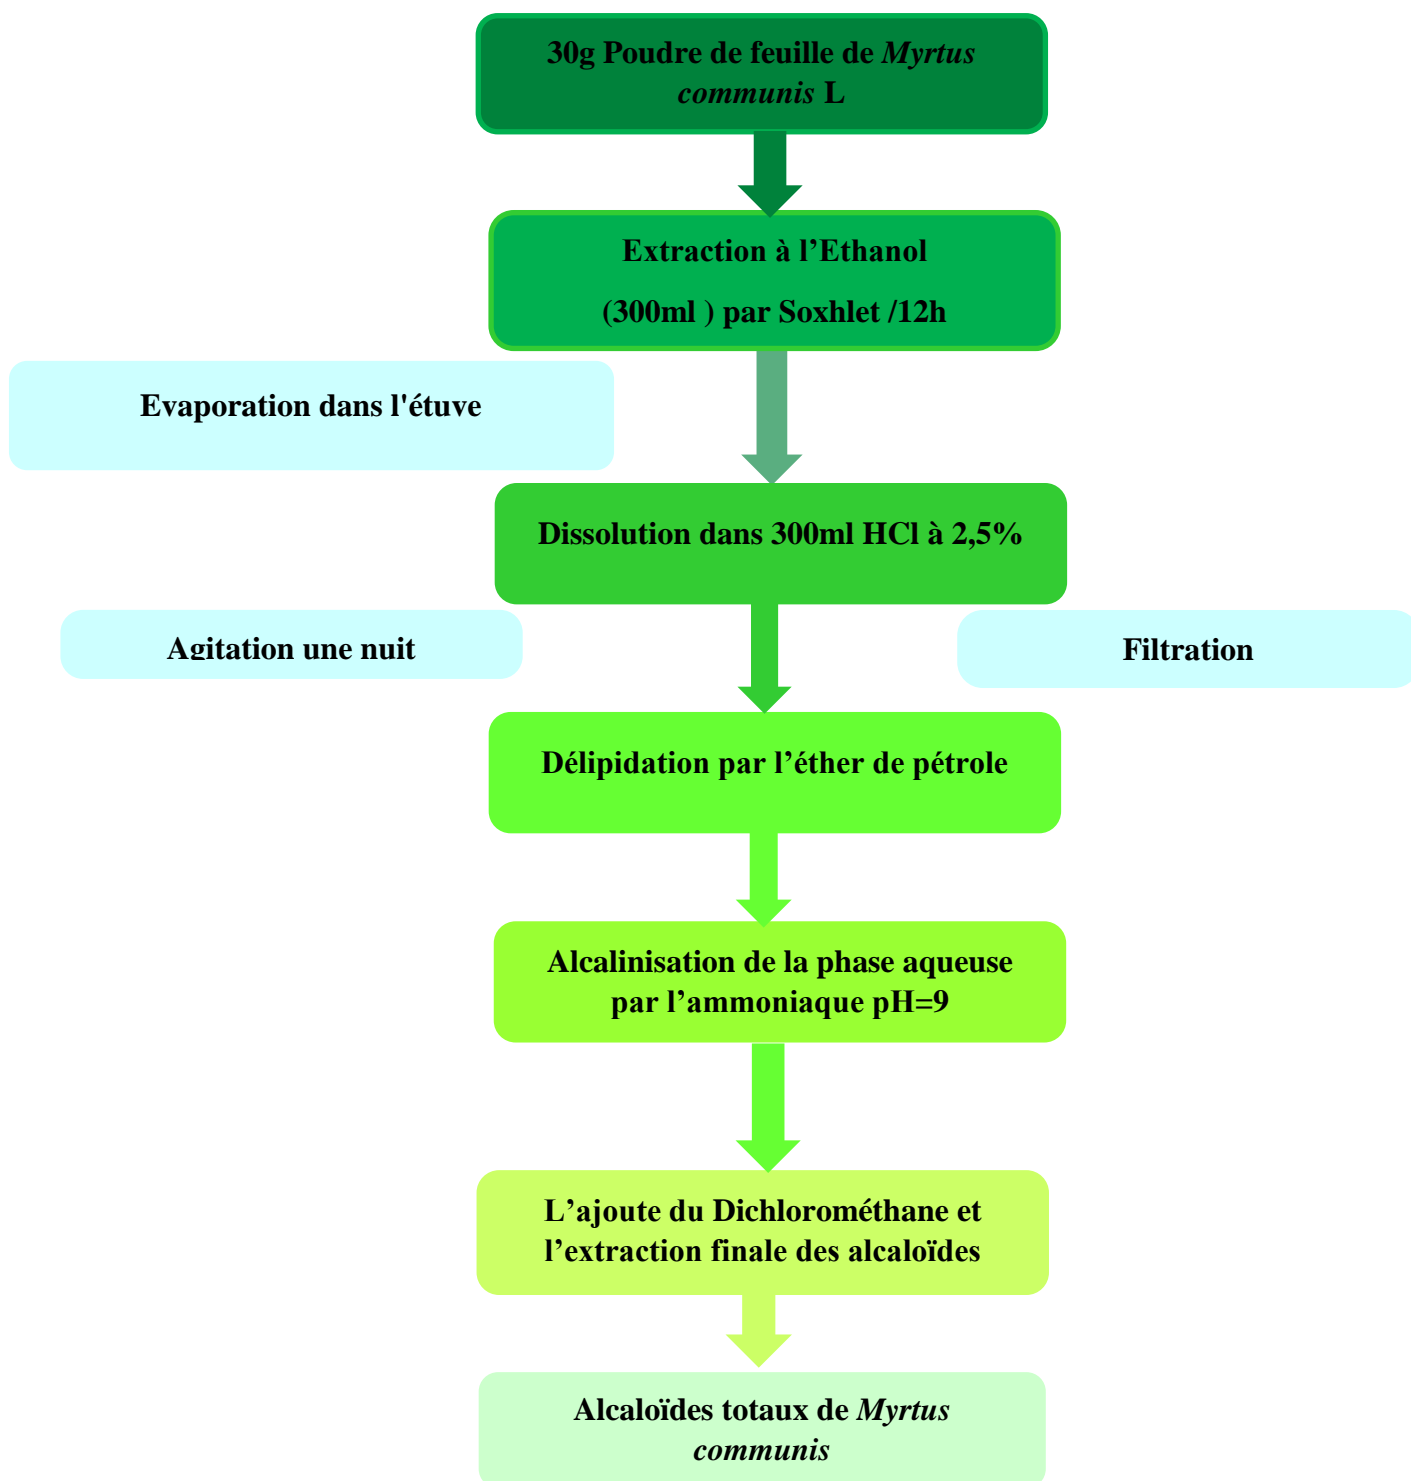 30g Poudre de feuille de Myrtus
communis L
Extraction à l’Ethanol
(300ml ) par Soxhlet /12h
Evaporation dans l'étuve
Dissolution dans 300ml HCl à 2,5%
Agitation une nuit
Filtration
Délipidation par l’éther de pétrole
Alcalinisation de la phase aqueuse
par l’ammoniaque pH=9
L’ajoute du Dichlorométhane et
l’extraction finale des alcaloïdes
Alcaloïdes totaux de Myrtus
communis